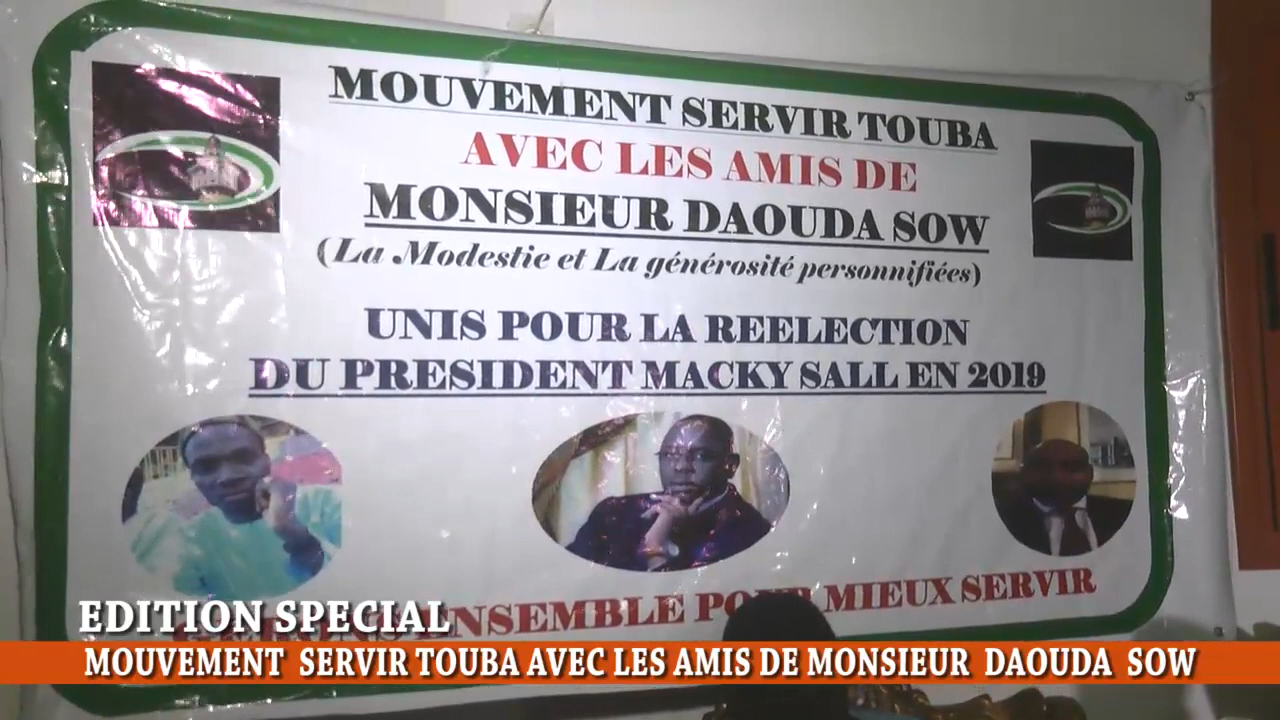 MOUVEMENT SERVIR TOUBA
AVEC LES AMIS DE
MONSIEUR DAOUDA SOW
(La Modestie et La générosité personnifiées)
UNIS POUR LA REELECTION
DU PRESIDENT MACKY SALL EN 2019
ENSEMBLE POUR MIEUX SERVIR
EDITION SPECIAL
MOUVEMENT SERVIR TOUBA AVEC LES AMIS DE MONSIEUR DAOUDA SOW